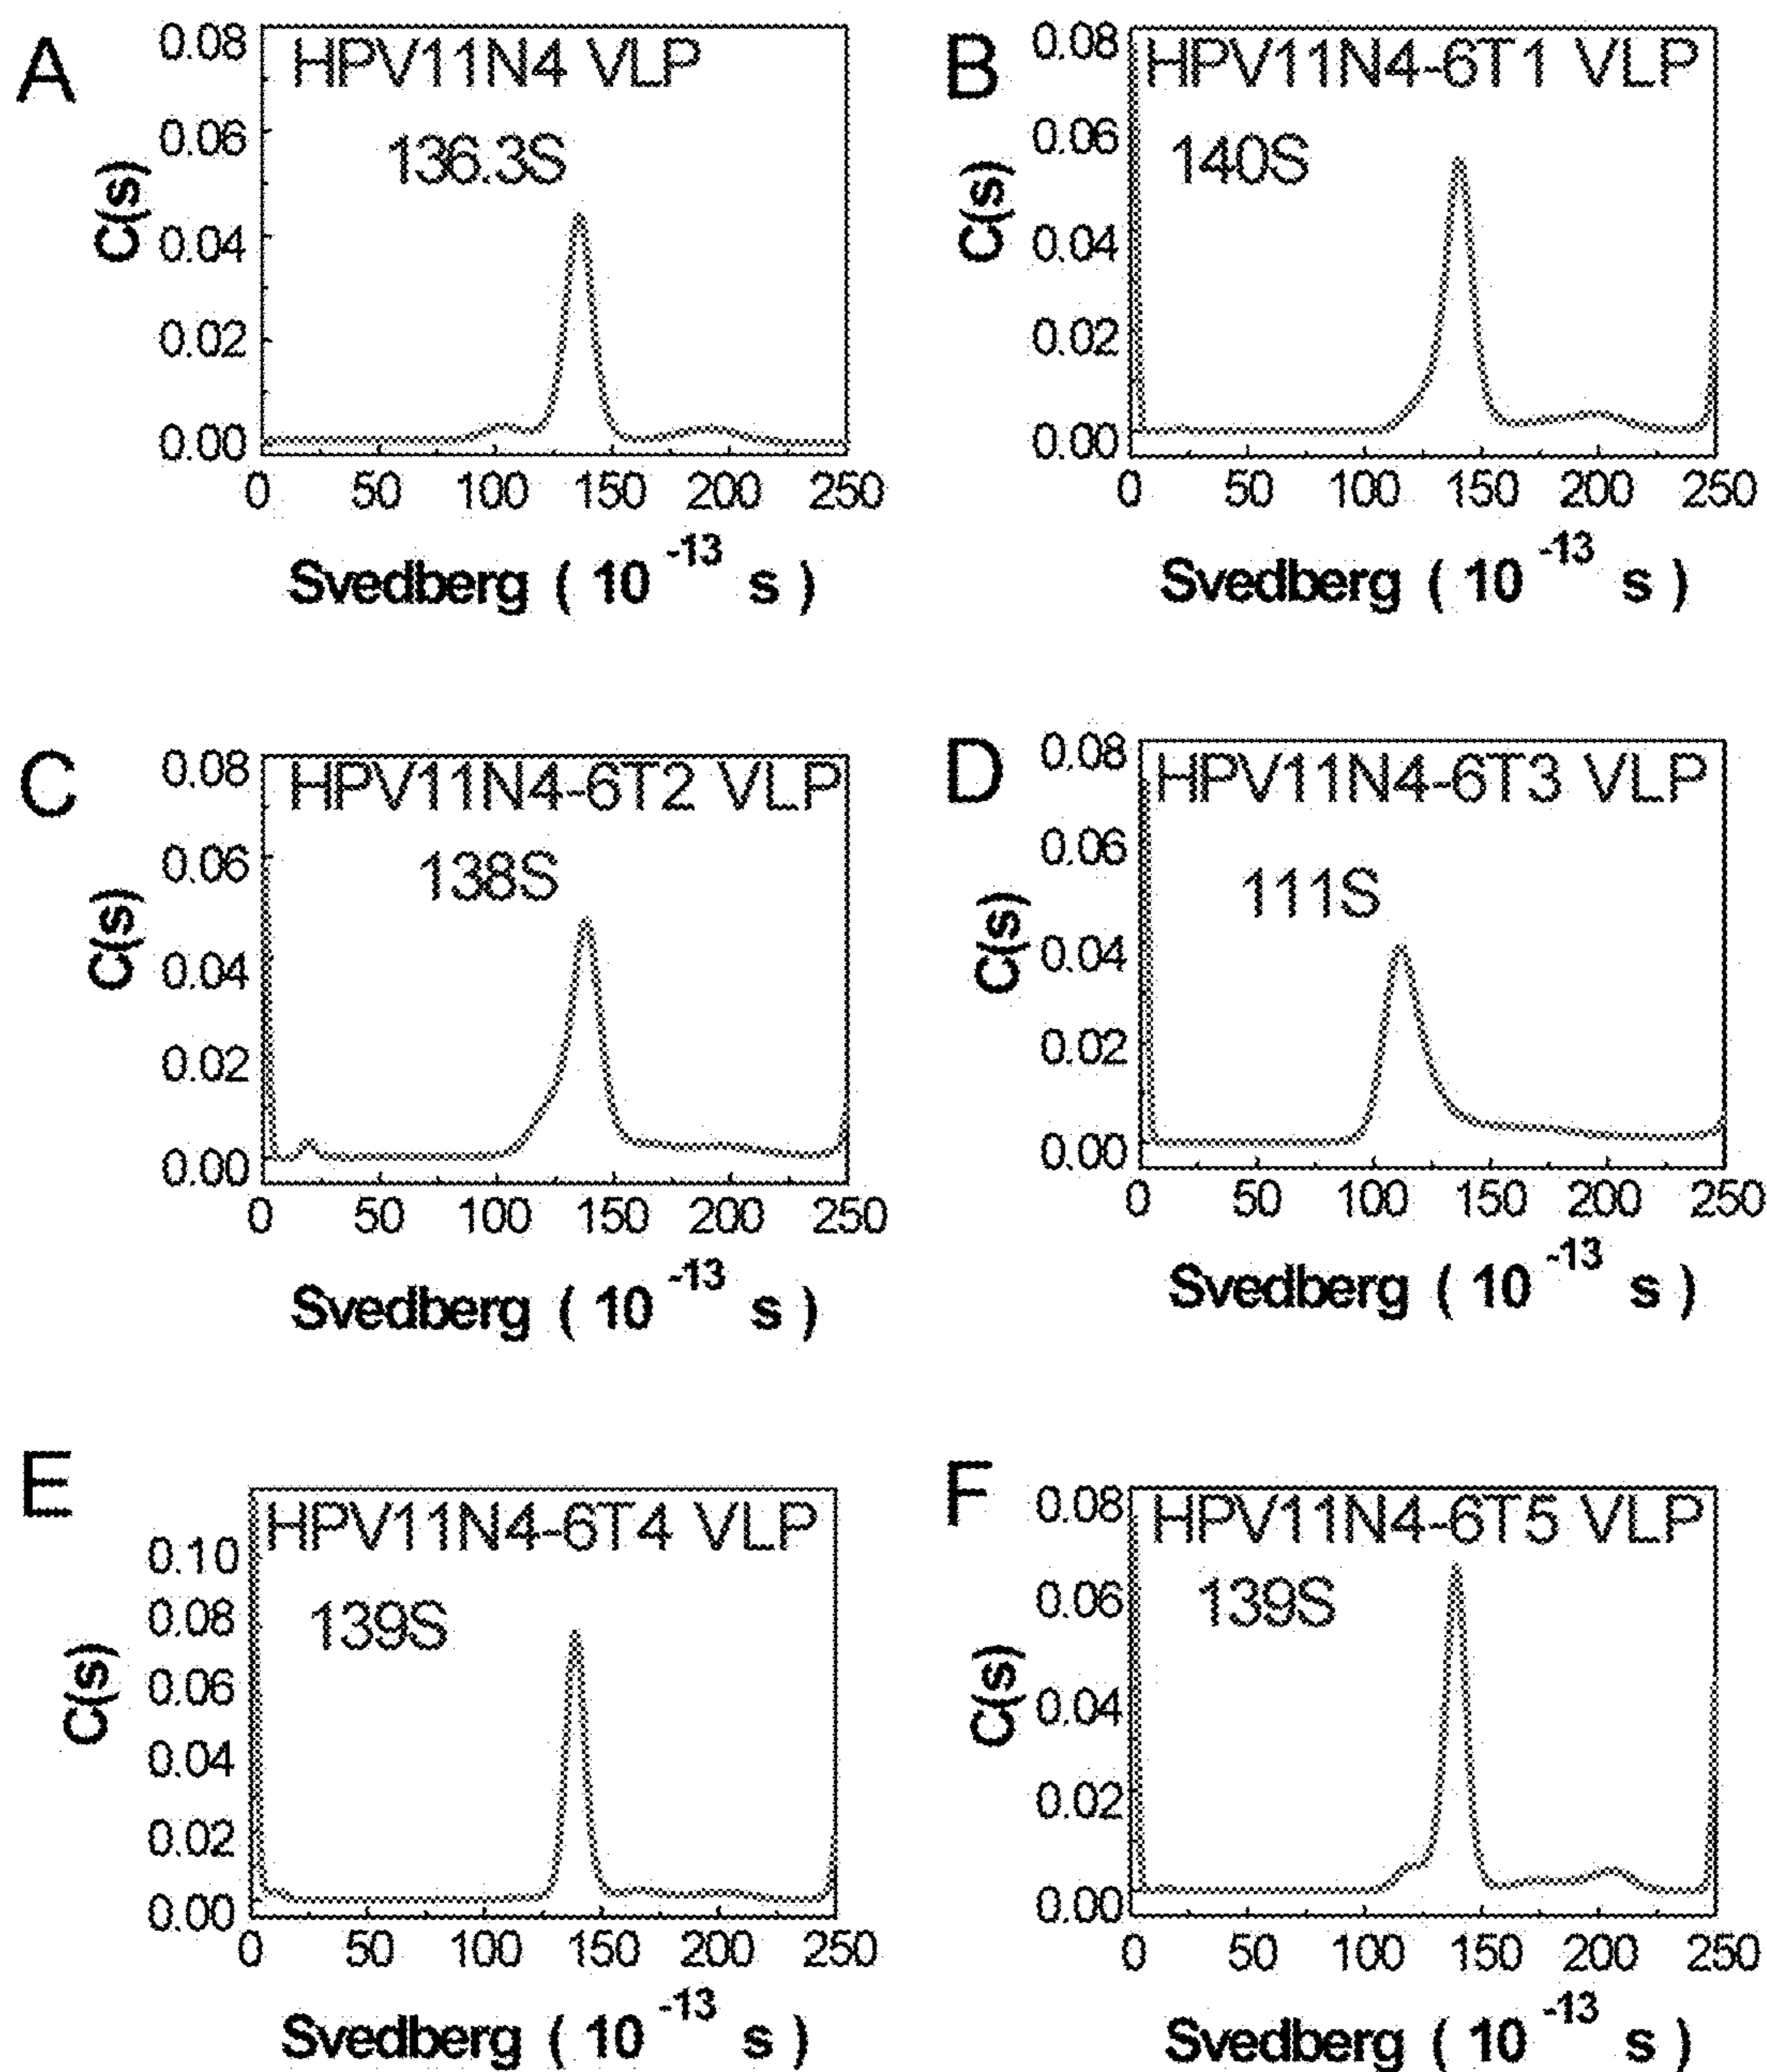 A
HPV11N4 VLP
136.3S
C(s)
0.08
0.06
0.04
0.02
0.00
0 50 100 150 200 250
Svedberg ( 10 -13 s )
B
HPV11N4-6T1 VLP
140S
C(s)
0.08
0.06
0.04
0.02
0.00
0 50 100 150 200 250
Svedberg ( 10 -13 s )
C
HPV11N4-6T2 VLP
138S
C(s)
0.08
0.06
0.04
0.02
0.00
0 50 100 150 200 250
Svedberg ( 10 -13 s )
D
HPV11N4-6T3 VLP
111S
C(s)
0.08
0.06
0.04
0.02
0.00
0 50 100 150 200 250
Svedberg ( 10 -13 s )
E
HPV11N4-6T4 VLP
139S
C(s)
0.10
0.08
0.06
0.04
0.02
0.00
0 50 100 150 200 250
Svedberg ( 10 -13 s )
F
HPV11N4-6T5 VLP
139S
C(s)
0.08
0.06
0.04
0.02
0.00
0 50 100 150 200 250
Svedberg ( 10 -13 s )